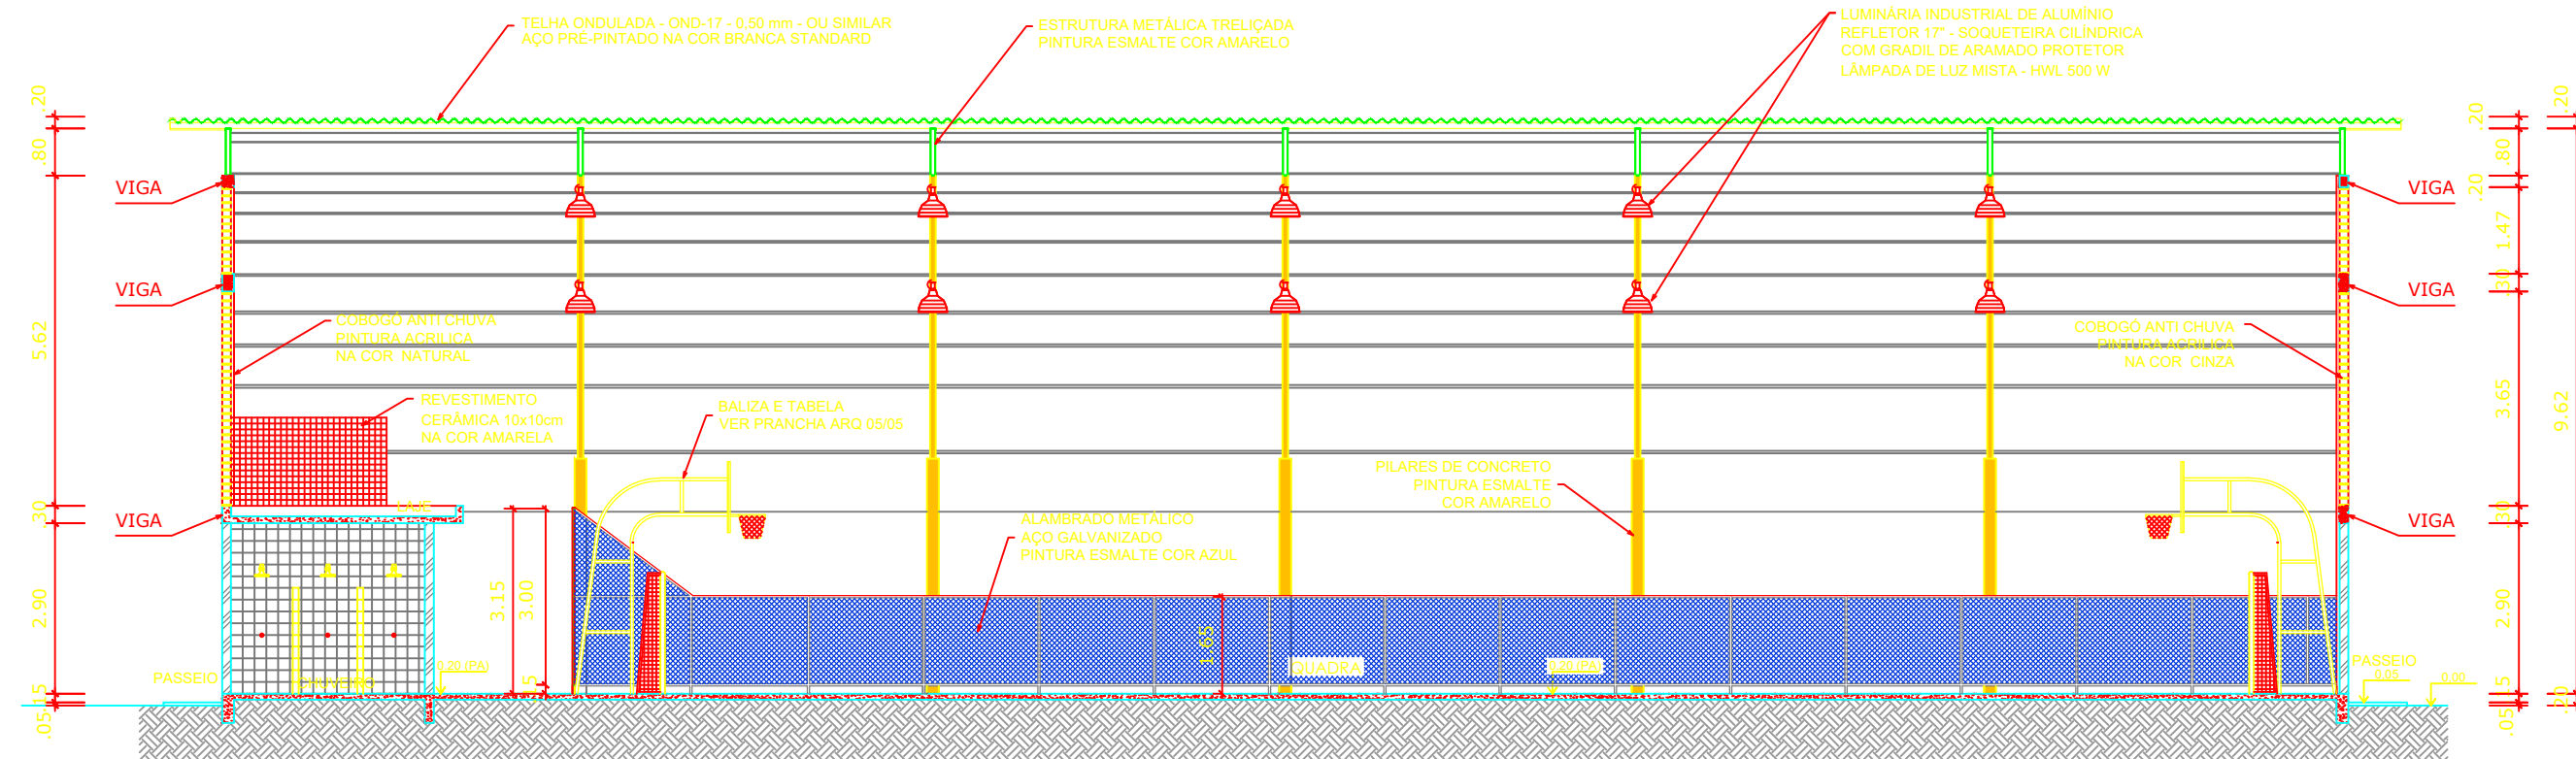 TELHA ONDULADA - OND-17 - 0,50 mm - OU SIMILAR
AÇO PRÉ-PINTADO NA COR BRANCA STANDARD
ESTRUTURA METÁLICA TRELIÇADA
PINTURA ESMALTE COR AMARELO
LUMINÁRIA INDUSTRIAL DE ALUMÍNIO
REFLETOR 17" - SOQUETEIRA CILÍNDRICA
COM GRADIL DE ARAMADO PROTETOR
LÂMPADA DE LUZ MISTA - HWL 500 W
.20
.80
5.62
.30
2.90
.15
.05
VIGA
VIGA
VIGA
COBOGÓ ANTI CHUVA
PINTURA ACRILICA
NA COR NATURAL
REVESTIMENTO
CERÂMICA 10x10cm
NA COR AMARELA
LAJE
BALIZA E TABELA
VER PRANCHA ARQ 05/05
ALAMBRADO METÁLICO
AÇO GALVANIZADO
PINTURA ESMALTE COR AZUL
PILARES DE CONCRETO
PINTURA ESMALTE
COR AMARELO
COBOGÓ ANTI CHUVA
PINTURA ACRILICA
NA COR CINZA
VIGA
VIGA
VIGA
3.15
3.00
.15
1.65
PASSEIO
CHUVEIRO
0.20 (PA)
QUADRA
0.20 (PA)
PASSEIO
0.05
0.00
.20
.80
.20
1.47
.30
3.65
.30
2.90
.15
.05
.20
9.62
.20